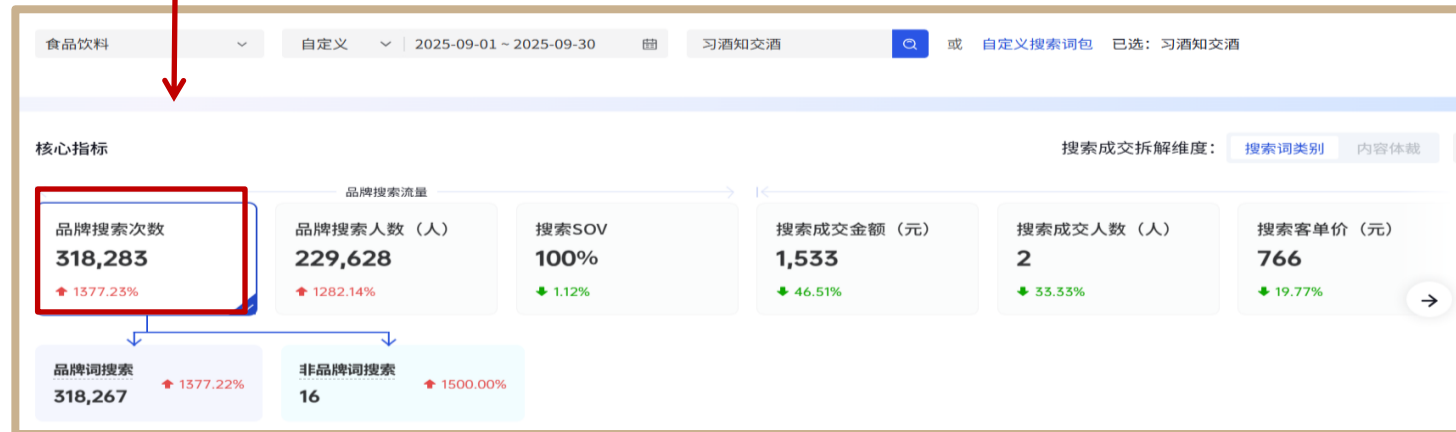 食品饮料 自定义 2025-09-01 ~ 2025-09-30 习酒知交酒 或 自定义搜索词包 已选：习酒知交酒
核心指标 搜索成交拆解维度： 搜索词类别 内容体裁
品牌搜索流量
品牌搜索次数 品牌搜索人数（人） 搜索SOV 搜索成交金额（元） 搜索成交人数（人） 搜索客单价（元）
318,283 229,628 100% 1,533 2 766
1377.23% 1282.14% 1.12% 46.51% 33.33% 19.77%
品牌词搜索 1377.22% 非品牌词搜索 1500.00%
318,267 16